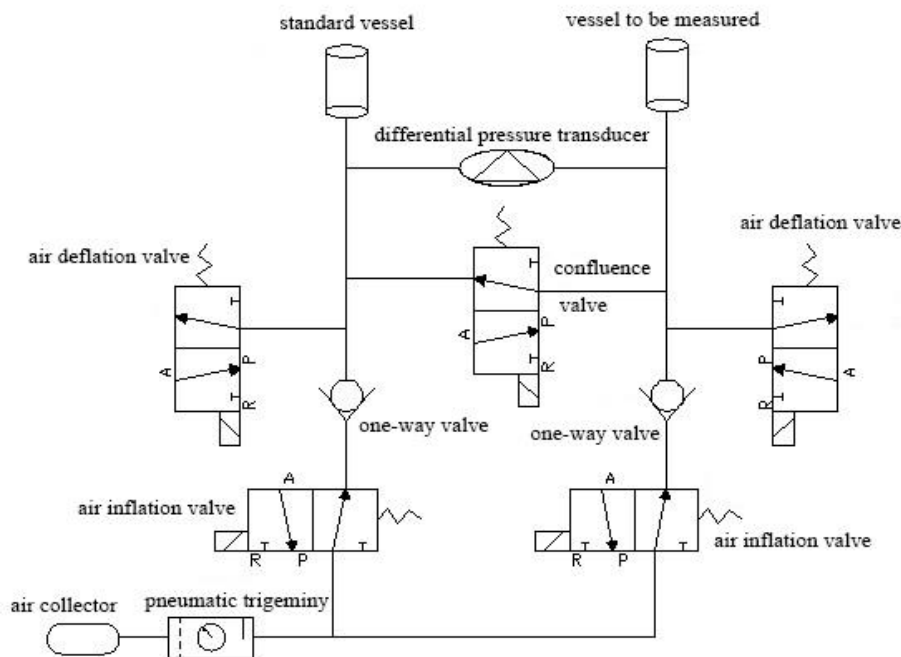 standard vessel
vessel to be measured
differential pressure transducer
air deflation valve
air deflation valve
confluence
valve
A
P
R
A
P
R
P
R
A
one-way valve
one-way valve
A
A
air inflation valve
air inflation valve
R
P
R
P
air collector
pneumatic trigeminy